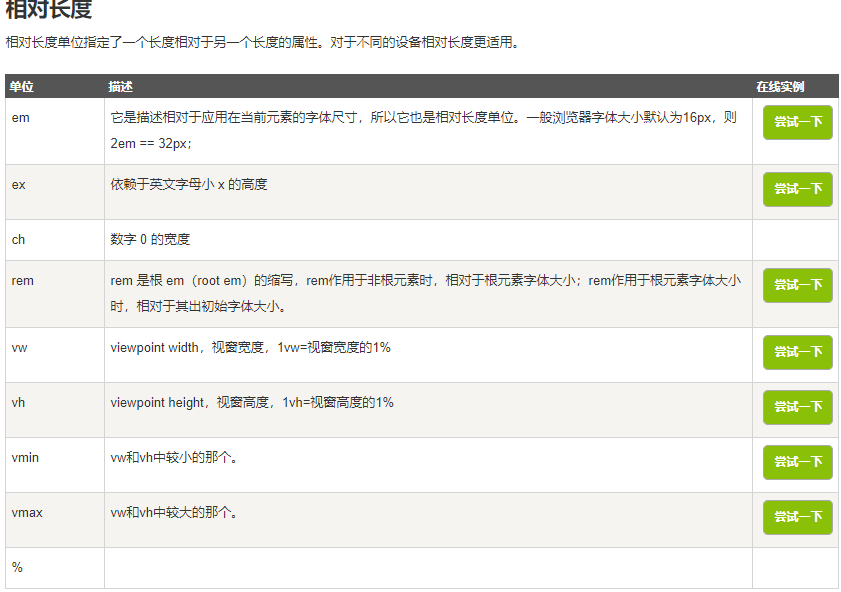 相对长度
相对长度单位指定了一个长度相对于另一个长度的属性。对于不同的设备相对长度更适用。
单位 描述 在线实例
em 它是描述相对于应用在当前元素的字体尺寸，所以它也是相对长度单位。一般浏览器字体大小默认为16px，则 尝试一下
2em == 32px；
ex 依赖于英文字母小 x 的高度 尝试一下
ch 数字 0 的宽度
rem rem 是根 em（root em）的缩写，rem作用于非根元素时，相对于根元素字体大小；rem作用于根元素字体大小 尝试一下
时，相对于其出初始字体大小。
vw viewpoint width，视窗宽度，1vw=视窗宽度的1% 尝试一下
vh viewpoint height，视窗高度，1vh=视窗高度的1% 尝试一下
vmin vw和vh中较小的那个。 尝试一下
vmax vw和vh中较大的那个。 尝试一下
%